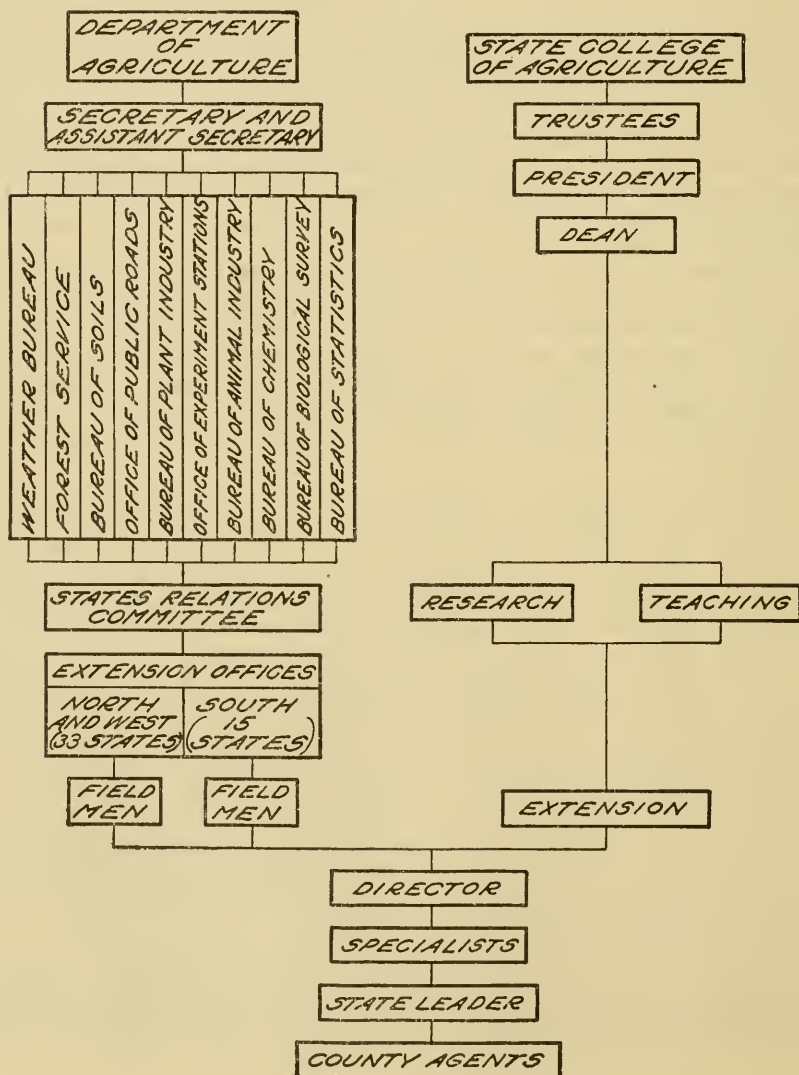 DEPARTMENT
OF
AGRICULTURE
SECRETARY AND
ASSISTANT SECRETARY
WEATHER BUREAU
FOREST SERVICE
BUREAU OF SOILS
OFFICE OF PUBLIC ROADS
BUREAU OF PLANT INDUSTRY
OFFICE OF EXPERIMENT STATIONS
BUREAU OF ANIMAL INDUSTRY
BUREAU OF CHEMISTRY
BUREAU OF BIOLOGICAL SURVEY
BUREAU OF STATISTICS
STATES RELATIONS
COMMITTEE
EXTENSION OFFICES
NORTH
AND WEST
(33 STATES)
SOUTH
(15
STATES)
FIELD
MEN
FIELD
MEN
STATE COLLEGE
OF AGRICULTURE
TRUSTEES
PRESIDENT
DEAN
RESEARCH
TEACHING
EXTENSION
DIRECTOR
SPECIALISTS
STATE LEADER
COUNTY AGENTS